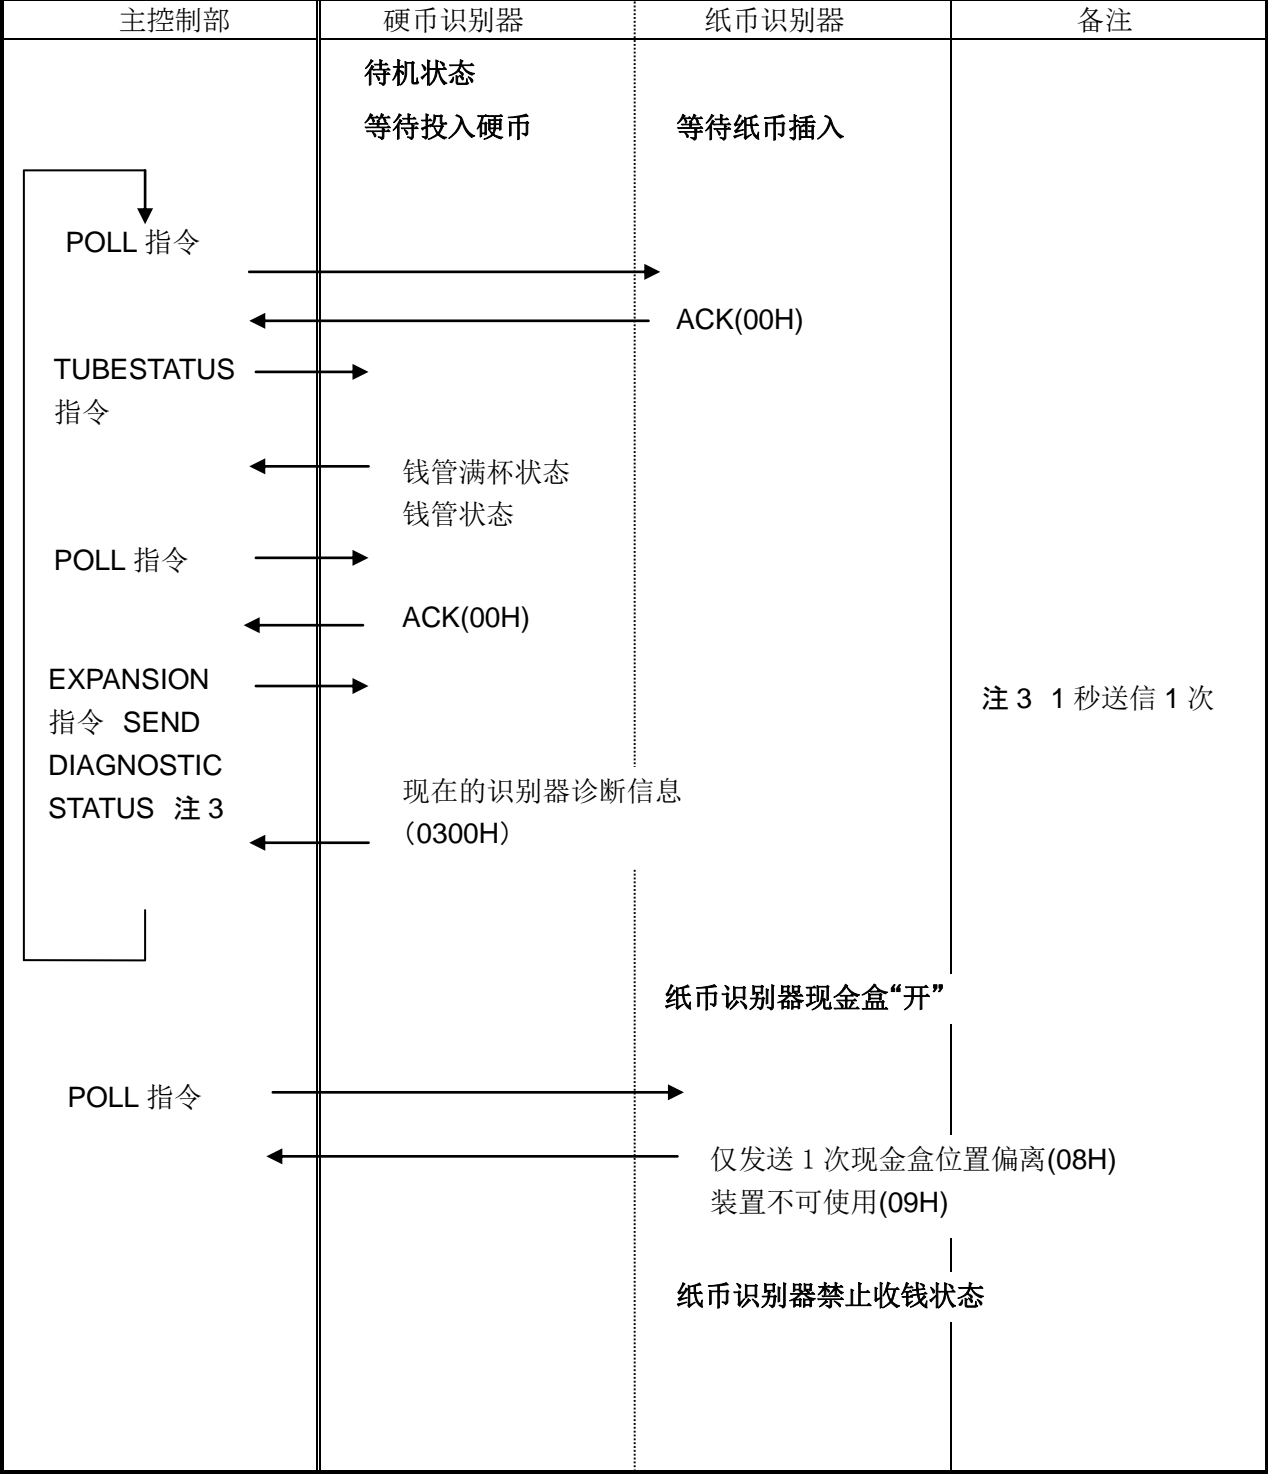 主控制部 硬币识别器 纸币识别器 备注
待机状态
等待投入硬币 等待纸币插入
POLL 指令
ACK(00H)
TUBESTATUS
指令
钱管满杯状态
钱管状态
POLL 指令
ACK(00H)
EXPANSION
指令 SEND
DIAGNOSTIC
STATUS 注 3
注 3 1 秒送信 1 次
现在的识别器诊断信息
（0300H）
纸币识别器现金盒“开”
POLL 指令
仅发送 1 次现金盒位置偏离(08H)
装置不可使用(09H)
纸币识别器禁止收钱状态